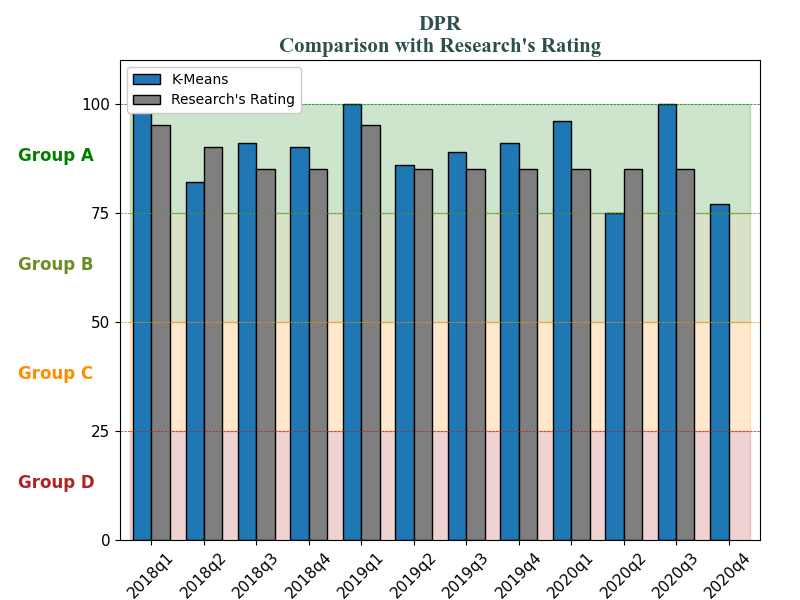 DPR
Comparison with Research's Rating
K-Means
Research's Rating
100
Group A
75
Group B
50
Group C
25
Group D
0
2018q1
2018q2
2018q3
2018q4
2019q1
2019q2
2019q3
2019q4
2020q1
2020q2
2020q3
2020q4